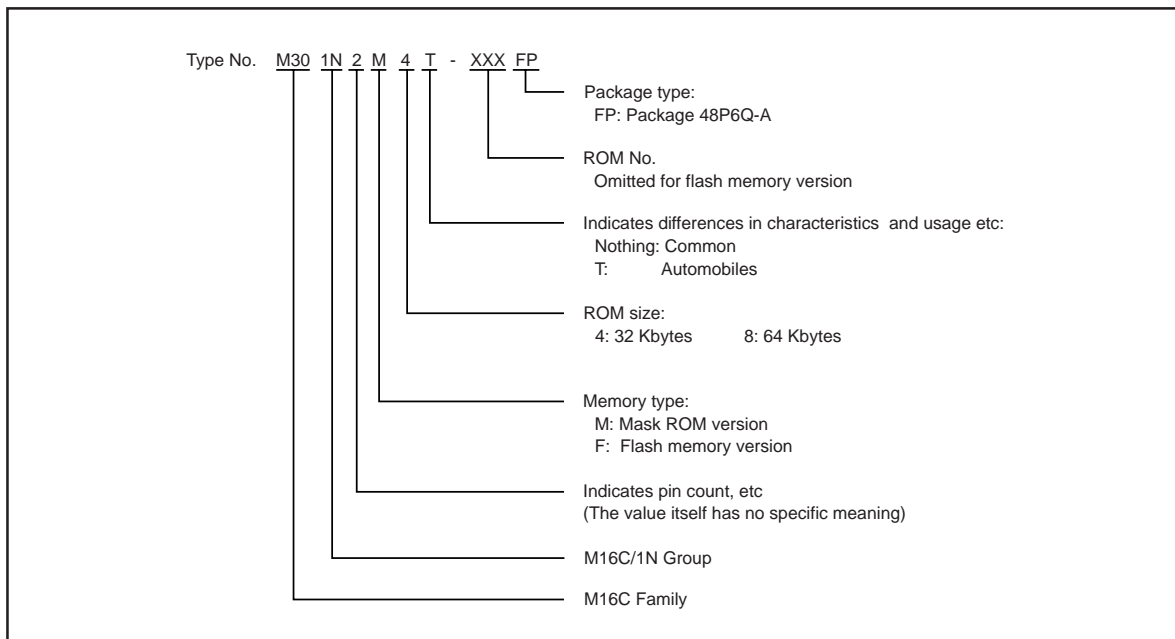 Type No. M30 1N 2 M 4 T - XXX FP
Package type:
FP: Package 48P6Q-A
ROM No.
Omitted for flash memory version
Indicates differences in characteristics and usage etc:
Nothing: Common
T: Automobiles
ROM size:
4: 32 Kbytes 8: 64 Kbytes
Memory type:
M: Mask ROM version
F: Flash memory version
Indicates pin count, etc
(The value itself has no specific meaning)
M16C/1N Group
M16C Family